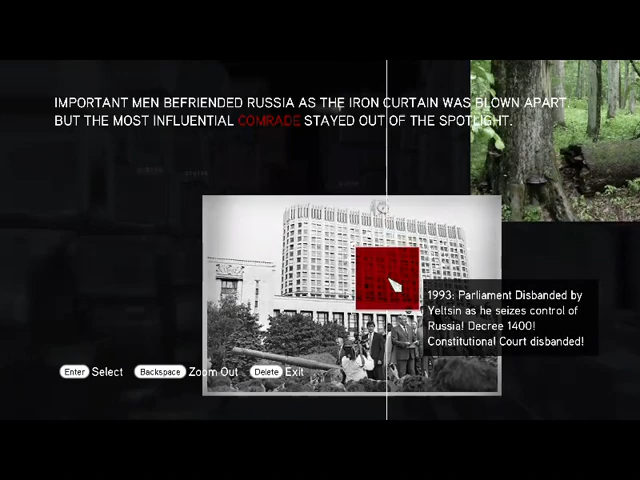 IMPORTANT MEN BEFRIENDED RUSSIA AS THE IRON CURTAIN WAS BLOWN APART
BUT THE MOST INFLUENTIAL COMRADE STAYED OUT OF THE SPOTLIGHT.
1993: Parliament Disbanded by
Yeltsin as he seizes control of
Russia! Decree 1400!
Constitutional Court disbanded!
Enter Select Backspace Zoom Out Delete Exit